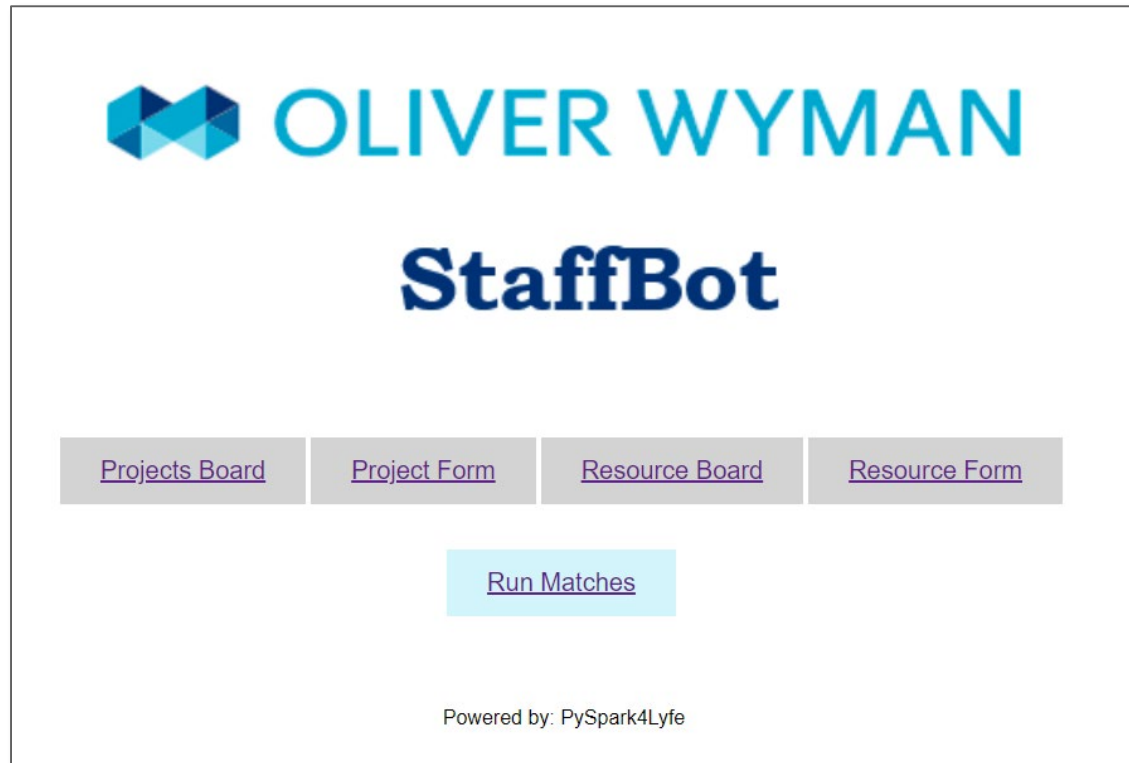 OLIVER WYMAN
StaffBot
Projects Board Project Form Resource Board Resource Form
Run Matches
Powered by: PySpark4Lyfe